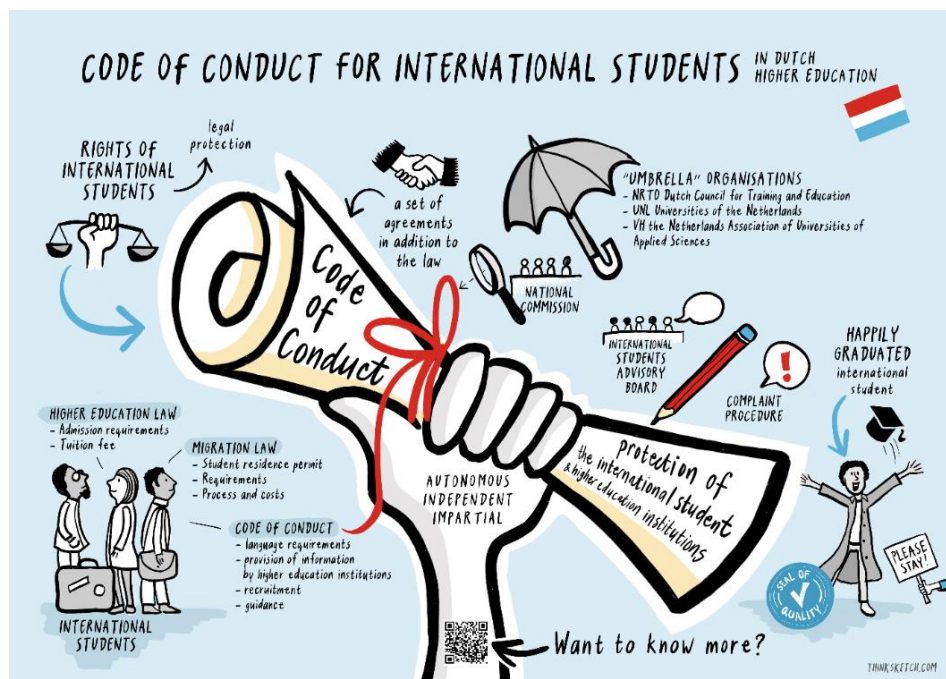 CODE OF CONDUCT FOR INTERNATIONAL STUDENTS
IN DUTCH
HIGHER EDUCATION
RIGHTS OF
INTERNATIONAL
STUDENTS
legal
protection
a set of
agreements
in addition to
the law
"UMBRELLA" ORGANISATIONS
- NRTO Dutch Council for Training and Education
- UNL Universities of the Netherlands
- VH the Netherlands Association of Universities of
Applied Sciences
NATIONAL
COMMISSION
Code
of
Conduct
INTERNATIONAL
STUDENTS
ADVISORY
BOARD
!
COMPLAINT
PROCEDURE
HAPPILY
GRADUATED
international
student
HIGHER EDUCATION LAW
- Admission requirements
- Tuition fee
MIGRATION LAW
- Student residence permit
- Requirements
- Process and costs
CODE OF CONDUCT
- language requirements
- provision of information
by higher education institutions
- recruitment
- guidance
INTERNATIONAL
STUDENTS
AUTONOMOUS
INDEPENDENT
IMPARTIAL
protection of
the international student
& higher education institutions
SEAL OF
QUALITY
PLEASE
STAY!
Want to know more?
THINKSKETCH.COM